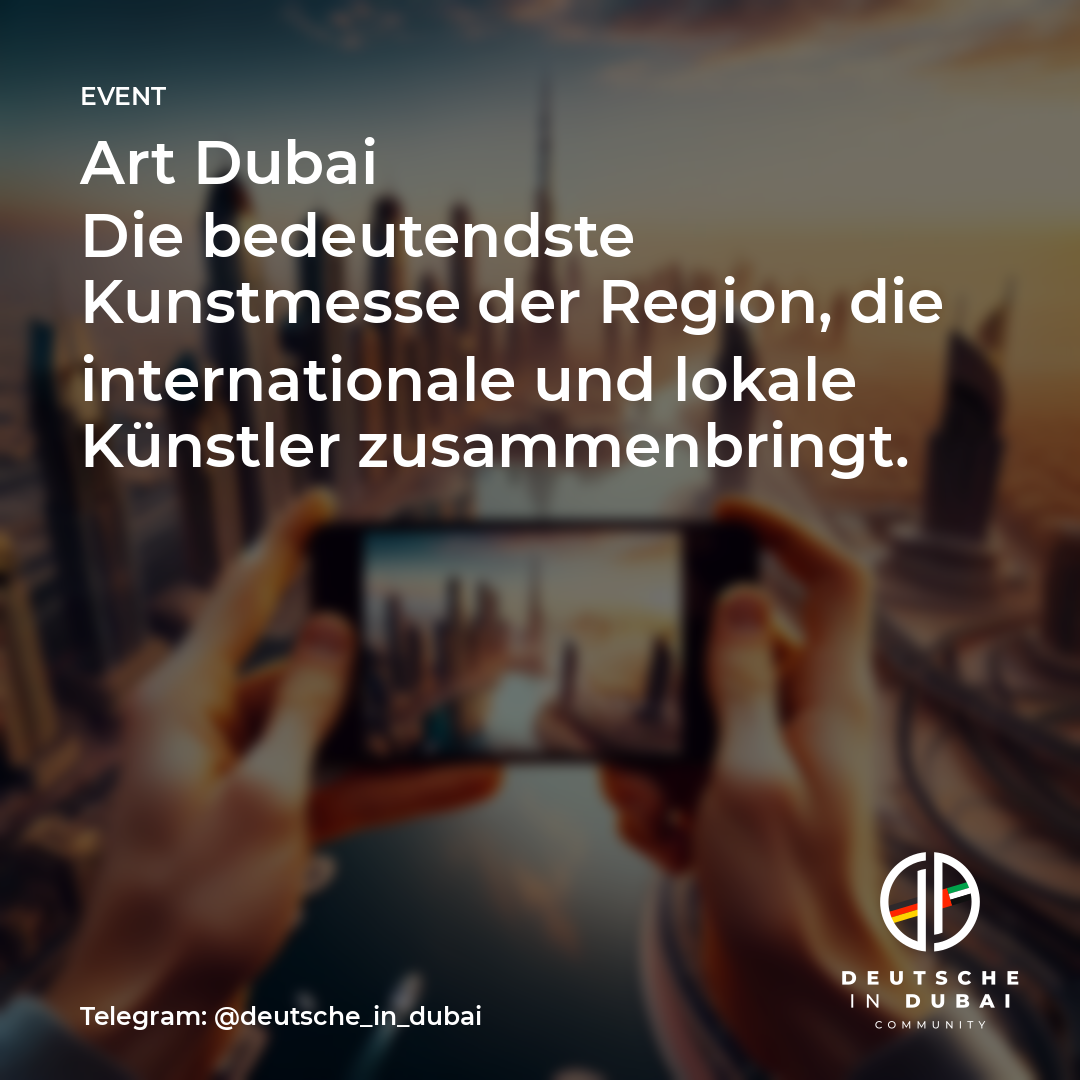 EVENT
Art Dubai
Die bedeutendste
Kunstmesse der Region, die
internationale und lokale
Künstler zusammenbringt.
Telegram: @deutsche_in_dubai
DEUTSCHE
IN DUBAI
COMMUNITY